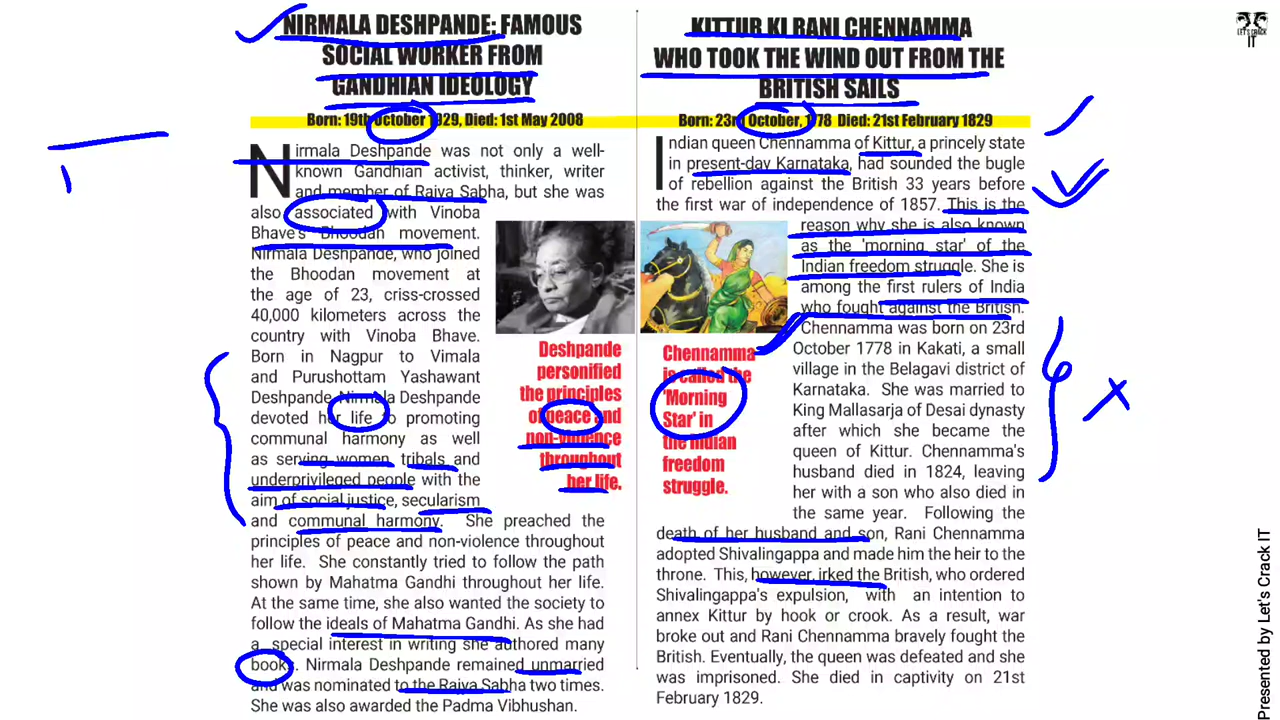 NIRMALA DESHPANDE: FAMOUS
SOCIAL WORKER FROM
GANDHIAN IDEOLOGY
Born: 19th October 1929, Died: 1st May 2008
Nirmala Deshpande was not only a well-
known Gandhian activist, thinker, writer
and member of Rajya Sabha, but she was
also associated with Vinoba
Bhave's Bhoodan movement.
Nirmala Deshpande, who joined
the Bhoodan movement at
the age of 23, criss-crossed
40,000 kilometers across the
country with Vinoba Bhave.
Born in Nagpur to Vimala
and Purushottam Yashawant
Deshpande Nirmala Deshpande
devoted her life to promoting
communal harmony as well
as serving women, tribals and
underprivileged people with the
aim of social justice, secularism
and communal harmony. She preached the
principles of peace and non-violence throughout
her life. She constantly tried to follow the path
shown by Mahatma Gandhi throughout her life.
At the same time, she also wanted the society to
follow the ideals of Mahatma Gandhi. As she had
a special interest in writing she authored many
books. Nirmala Deshpande remained unmarried
and was nominated to the Rajya Sabha two times.
She was also awarded the Padma Vibhushan.
Deshpande
personified
the principles
of peace and
non-violence
throughout
her life.
KITTUR KI RANI CHENNAMMA
WHO TOOK THE WIND OUT FROM THE
BRITISH SAILS
Born: 23rd October, 1778 Died: 21st February 1829
Indian queen Chennamma of Kittur, a princely state
in present-day Karnataka, had sounded the bugle
of rebellion against the British 33 years before
the first war of independence of 1857. This is the
reason why she is also known
as the 'morning star' of the
Indian freedom struggle. She is
among the first rulers of India
who fought against the British.
Chennamma was born on 23rd
October 1778 in Kakati, a small
village in the Belagavi district of
Karnataka. She was married to
King Mallasarja of Desai dynasty
after which she became the
queen of Kittur. Chennamma's
husband died in 1824, leaving
her with a son who also died in
the same year. Following the
death of her husband and son, Rani Chennamma
adopted Shivalingappa and made him the heir to the
throne. This, however, irked the British, who ordered
Shivalingappa's expulsion, with an intention to
annex Kittur by hook or crook. As a result, war
broke out and Rani Chennamma bravely fought the
British. Eventually, the queen was defeated and she
was imprisoned. She died in captivity on 21st
February 1829.
Chennamma
is called the
'Morning
Star' in
the Indian
freedom
struggle.
LET'S CRACK
IT
Presented by Let's Crack IT